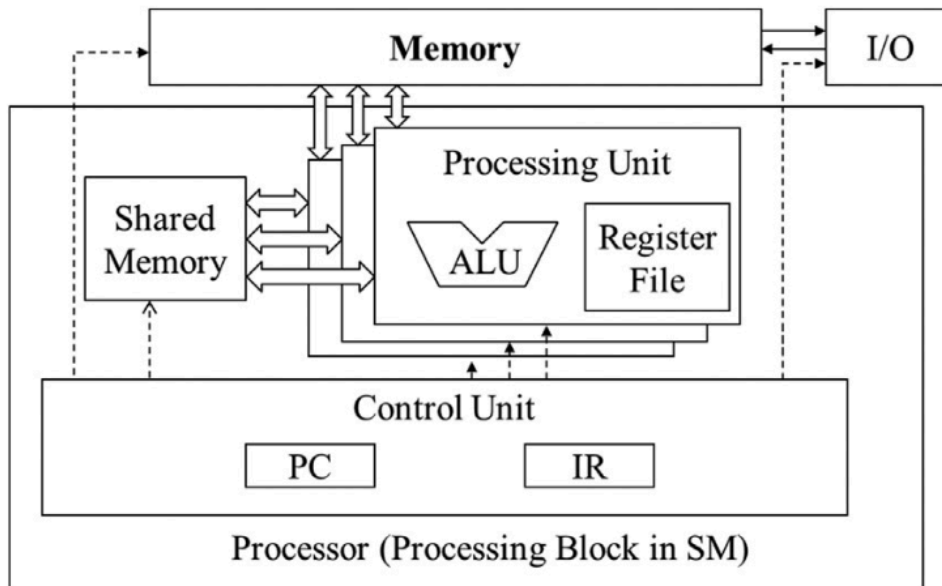 Memory
I/O
Processing Unit
Shared
Memory
ALU
Register
File
Control Unit
PC
IR
Processor (Processing Block in SM)